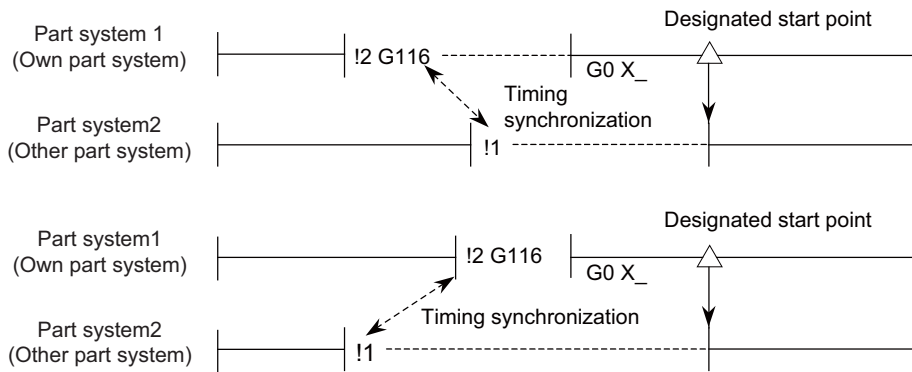 Designated start point
Part system 1
(Own part system)
!2 G116
G0 X_
Timing
synchronization
Part system2
(Other part system)
!1
Designated start point
Part system1
(Own part system)
!2 G116
G0 X_
Timing synchronization
Part system2
(Other part system)
!1